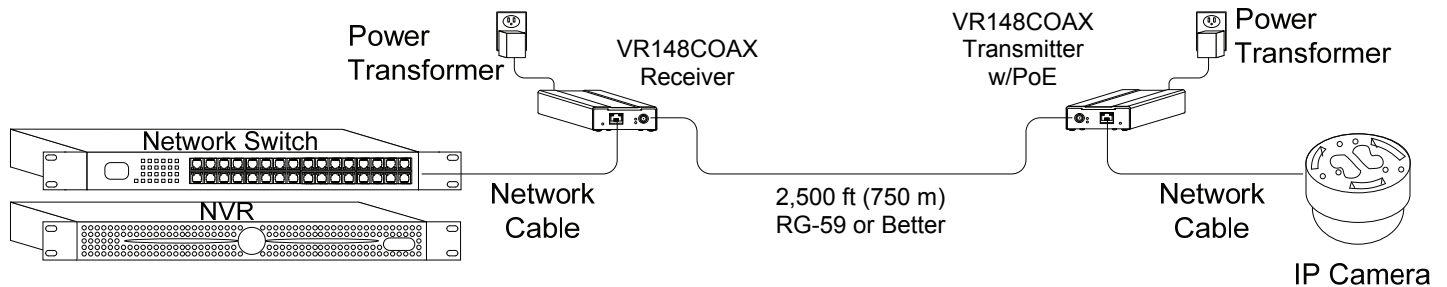 Power
Transformer
VR148COAX
Receiver
VR148COAX
Transmitter
w/PoE
Power
Transformer
Network Switch
NVR
Network
Cable
2,500 ft (750 m)
RG-59 or Better
Network
Cable
IP Camera